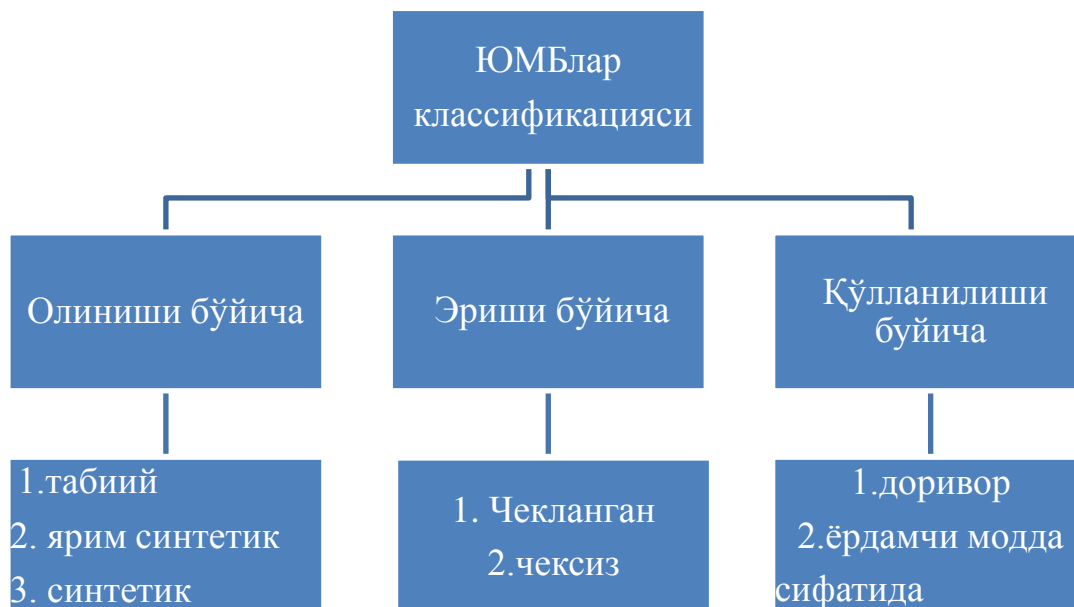 ЮМБлар
классификацияси
Олиниши бўйича
Эриши бўйича
Қўлланилиши
буйича
1.табиий
2. ярим синтетик
3. синтетик
1. Чекланган
2.чексиз
1.доривор
2.ёрдамчи модда
сифатида